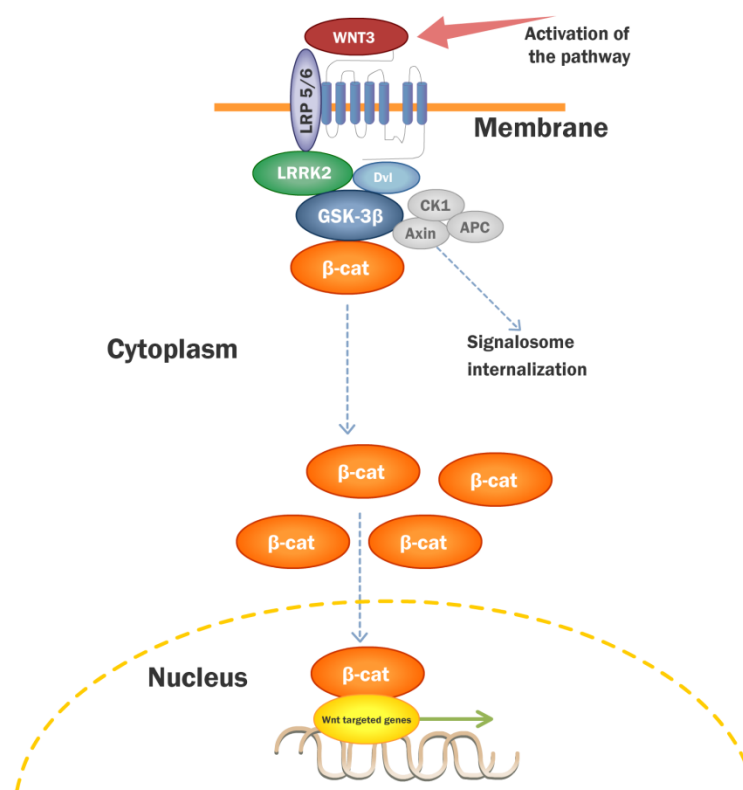 WNT3
Activation of
the pathway
LRP 5/6
Membrane
LRRK2
Dvl
GSK-3β
CK1
Axin
APC
β-cat
Cytoplasm
Signalosome
internalization
β-cat
β-cat
β-cat
β-cat
Nucleus
β-cat
Wnt targeted genes